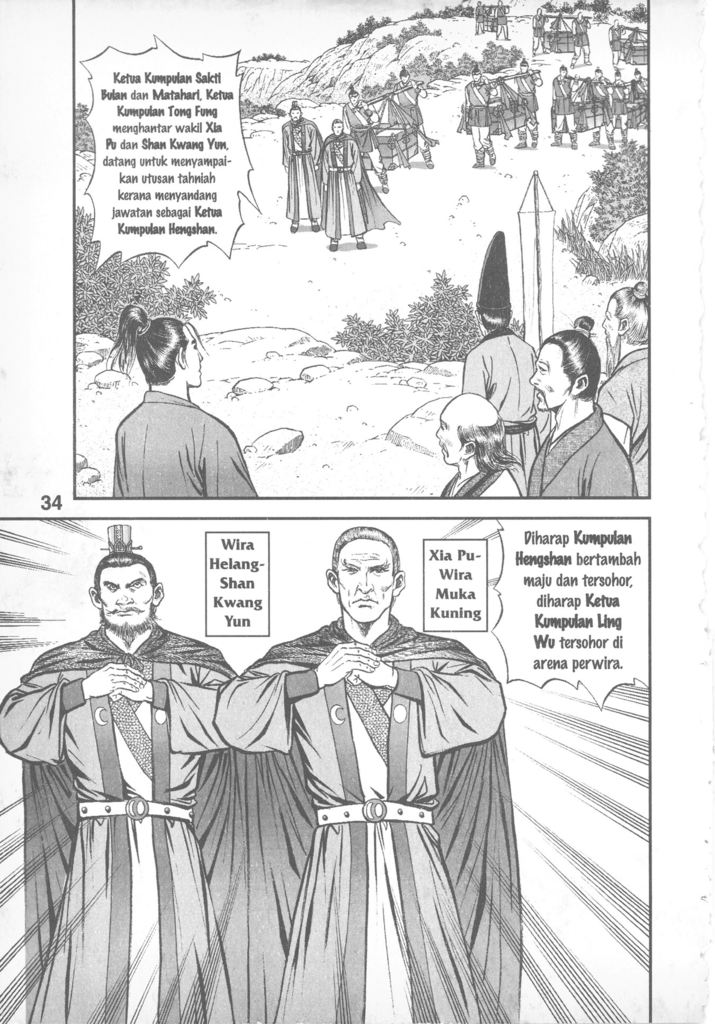 Ketua Kumpulan Sakti
Bulan dan Matahari, Ketua
Kumpulan Tong Fung
menghantar wakil Xia
Pu dan Shan Kwang Yun,
datang untuk menyampai-
kan utusan tahniah
kerana menyandang
jawatan sebagai Ketua
Kumpulan Hengshan.
34
Wira
Helang-
Shan
Kwang
Yun
Xia Pu-
Wira
Muka
Kuning
Diharap Kumpulan
Hengshan bertambah
maju dan tersohor,
diharap Ketua
Kumpulan Ling
Wu tersohor di
arena perwira.